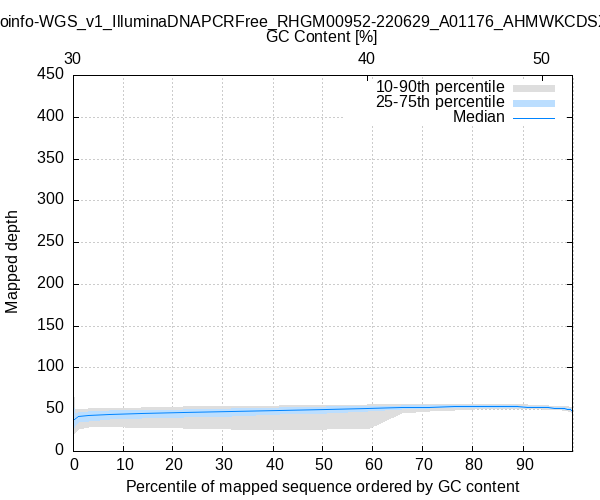 oinfo-WGS_v1_IlluminaDNAPCRFree_RHGM00952-220629_A01176_AHMWKCDSX
GC Content [%]
30 40 50
450
400
350
300
250
200
150
100
50
0
Mapped depth
10-90th percentile
25-75th percentile
Median
0 10 20 30 40 50 60 70 80 90
Percentile of mapped sequence ordered by GC content